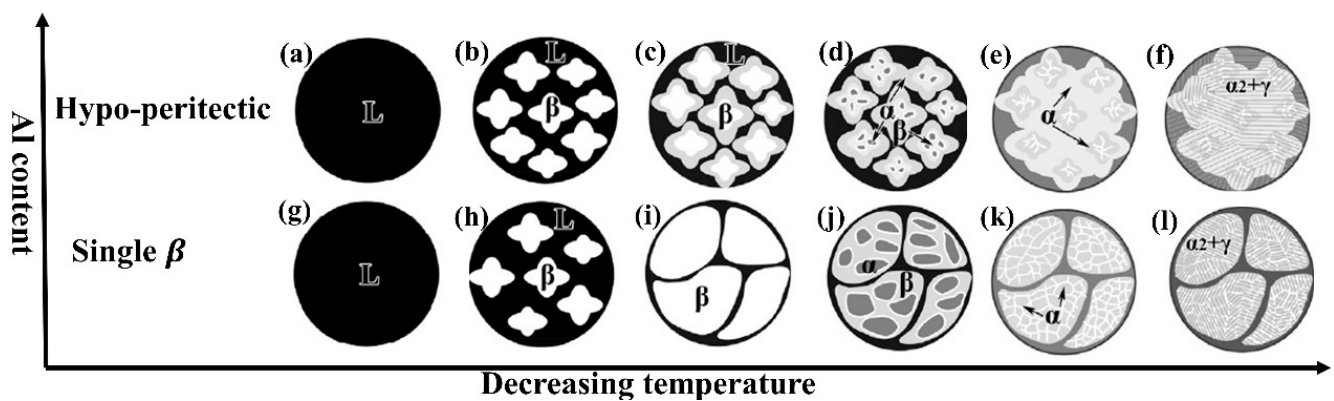 Al content
Hypo-peritectic
(a)
L
(b)
L
β
(c)
L
β
(d)
α
β
(e)
α
(f)
α2+γ
Single β
(g)
L
(h)
L
β
(i)
β
(j)
α
β
(k)
α
(l)
α2+γ
Decreasing temperature